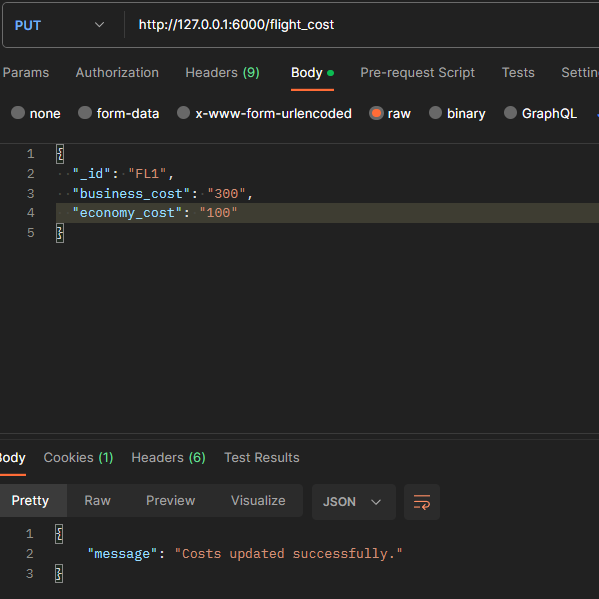 PUT http://127.0.0.1:6000/flight_cost
Params Authorization Headers (9) Body Pre-request Script Tests Settin
none form-data x-www-form-urlencoded raw binary GraphQL
1 {
2 "_id": "FL1",
3 "business_cost": "300",
4 "economy_cost": "100"
5 }
Body Cookies (1) Headers (6) Test Results
Pretty Raw Preview Visualize JSON
1 {
2 "message": "Costs updated successfully."
3 }